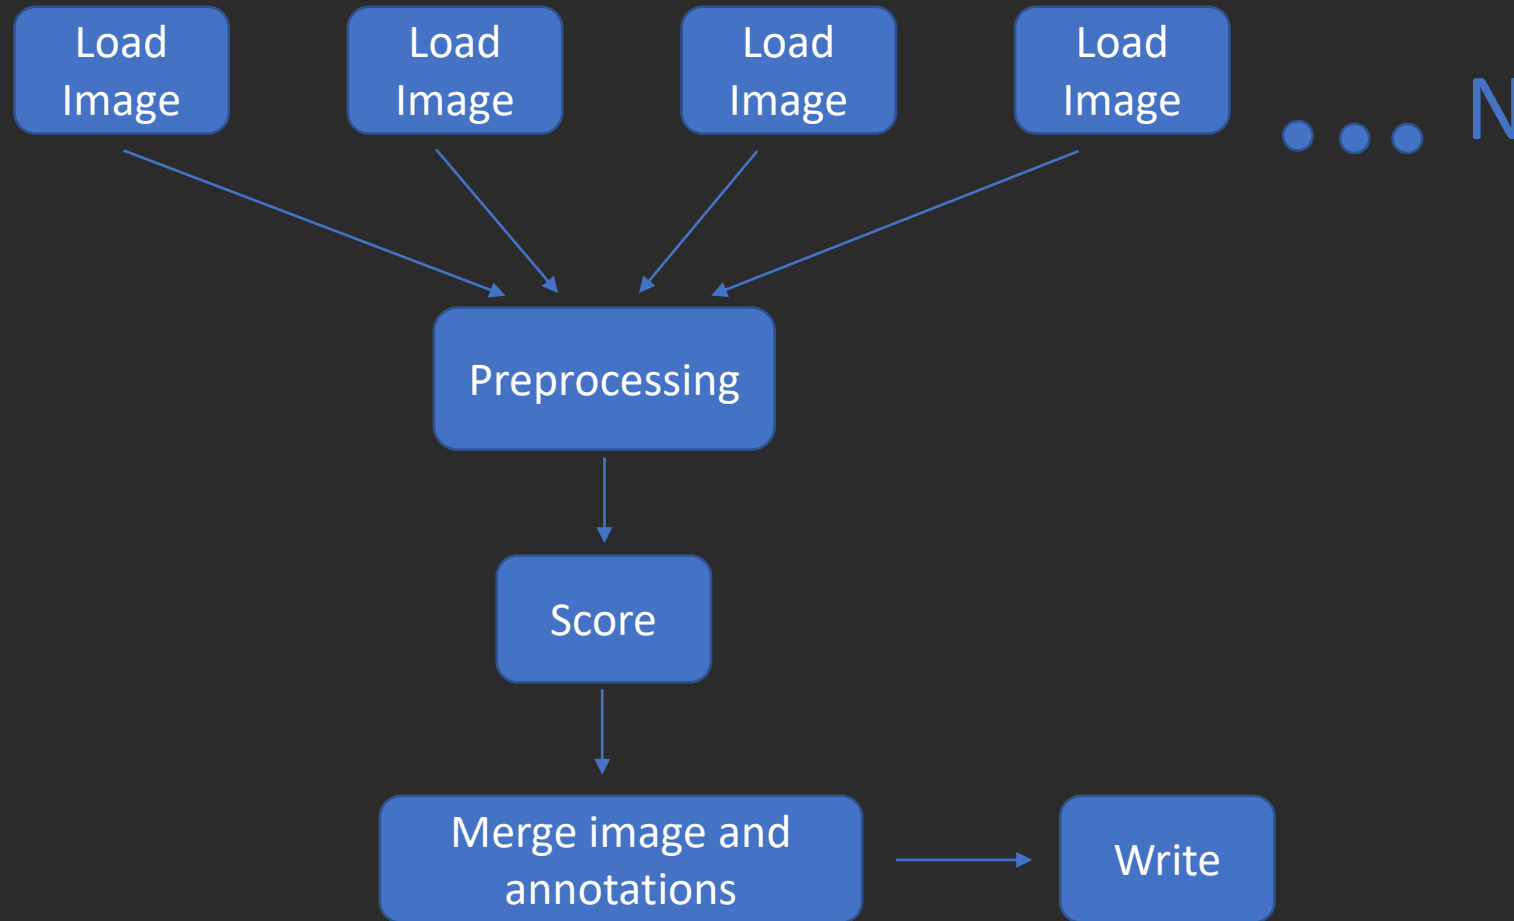 Load
Image
Load
Image
Load
Image
Load
Image
N
Preprocessing
Score
Merge image and
annotations
Write